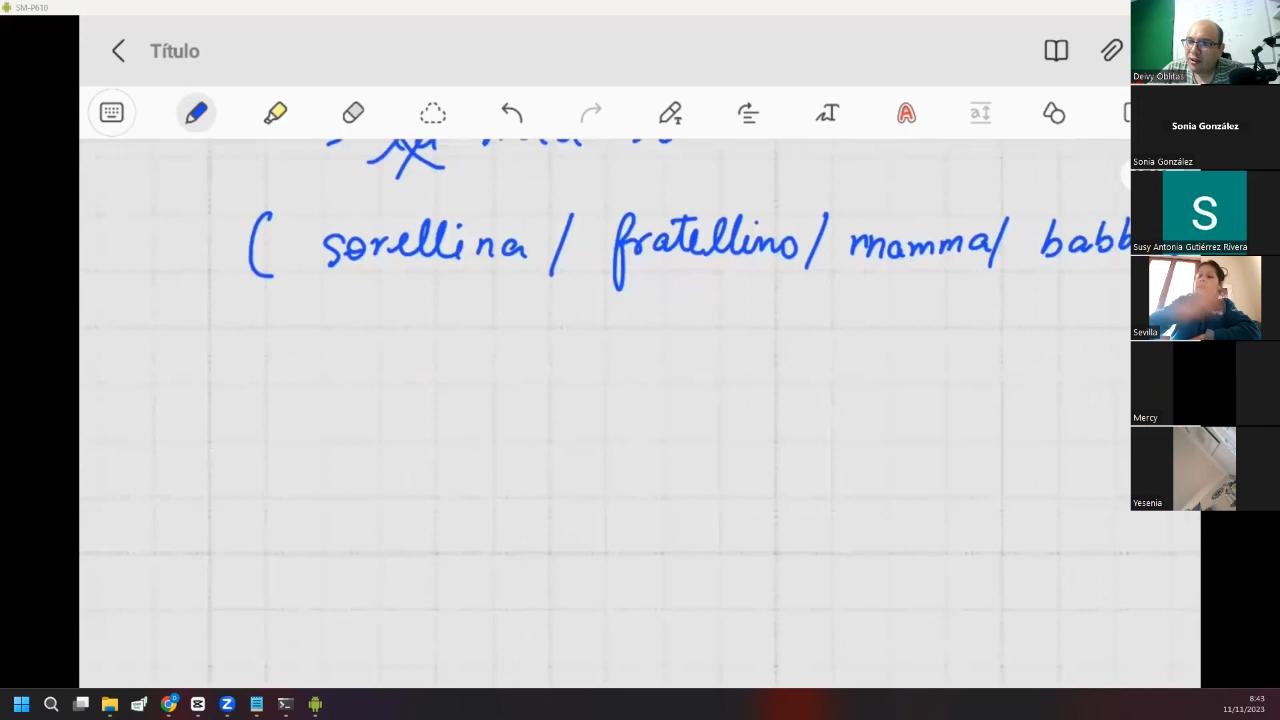 SM-P610
Título
( sorellina / fratellino / mamma / babb
Deivy Oblitas
Sonia González
Sonia González
S
Susy Antonia Gutiérrez Rivera
Sevilla
Mercy
Yesenia
8:43
11/11/2023